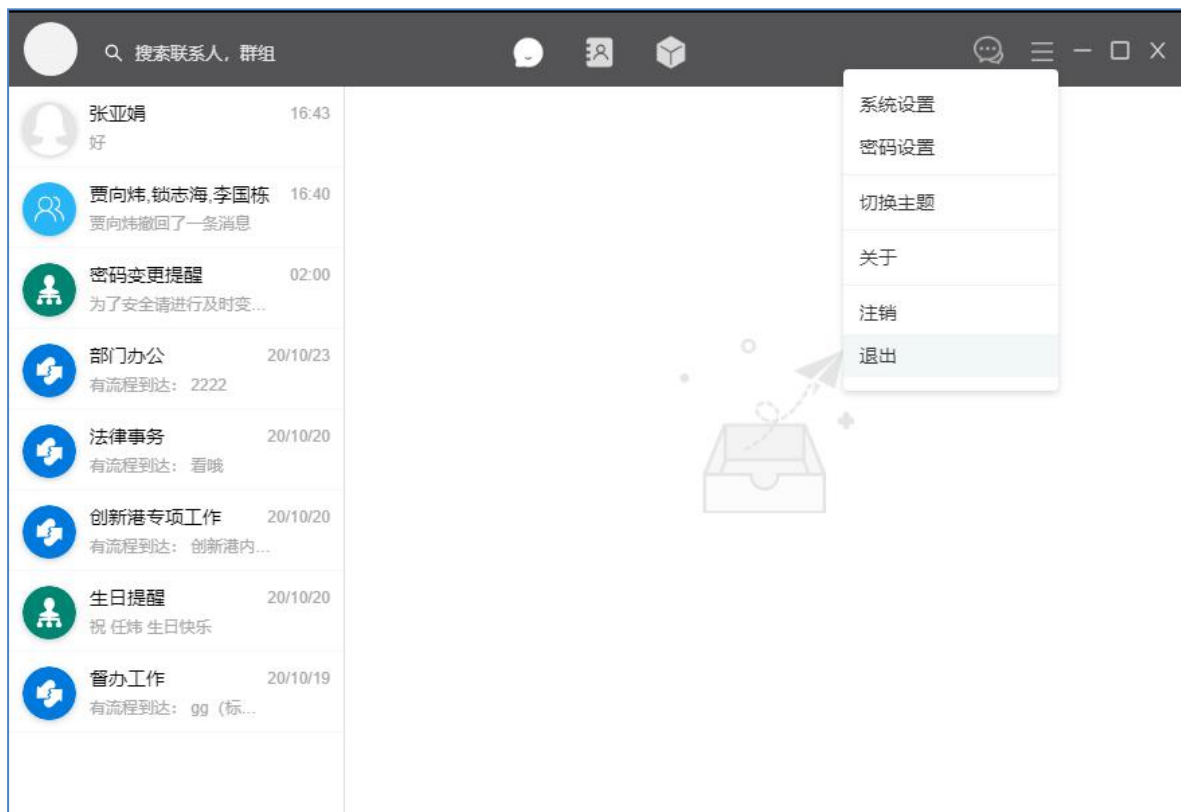 搜索联系人，群组
张亚娟 16:43
好
贾向炜,锁志海,李国栋 16:40
贾向炜撤回了一条消息
密码变更提醒 02:00
为了安全请进行及时变...
部门办公 20/10/23
有流程到达： 2222
法律事务 20/10/20
有流程到达： 看哦
创新港专项工作 20/10/20
有流程到达： 创新港内...
生日提醒 20/10/20
祝 任炜 生日快乐
督办工作 20/10/19
有流程到达： gg（标...
系统设置
密码设置
切换主题
关于
注销
退出